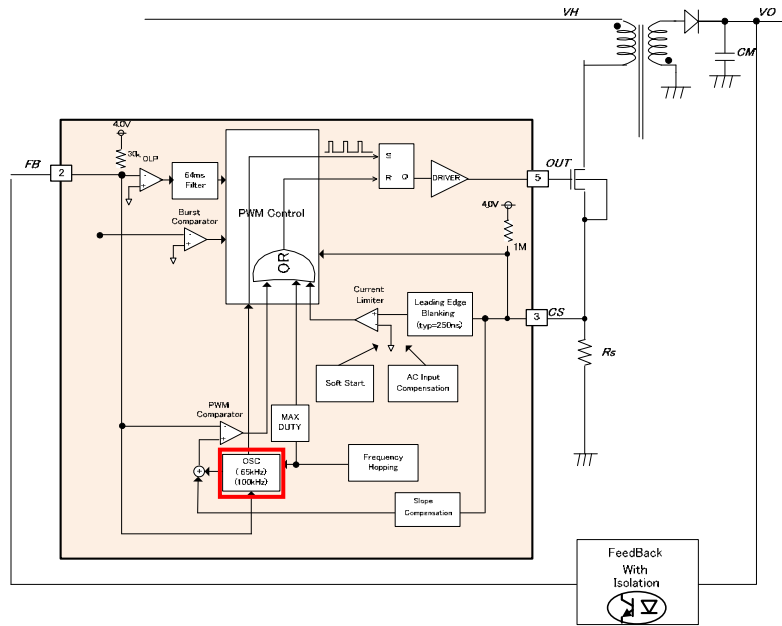 VH
VO
CM
4.0V
30k
OLP
FB
2
64ms
Filter
PWM Control
S
R
Q
DRIVER
5
OUT
Burst
Comparator
4.0V
1M
OR
Current
Limiter
Leading Edge
Blanking
(typ=250ns)
3
CS
Rs
Soft Start.
AC Input
Compensation
PWM
Comparator
MAX
DUTY
OSC
( 65kHz)
(100kHz)
Frequency
Hopping
Slope
Compensation
FeedBack
With
Isolation